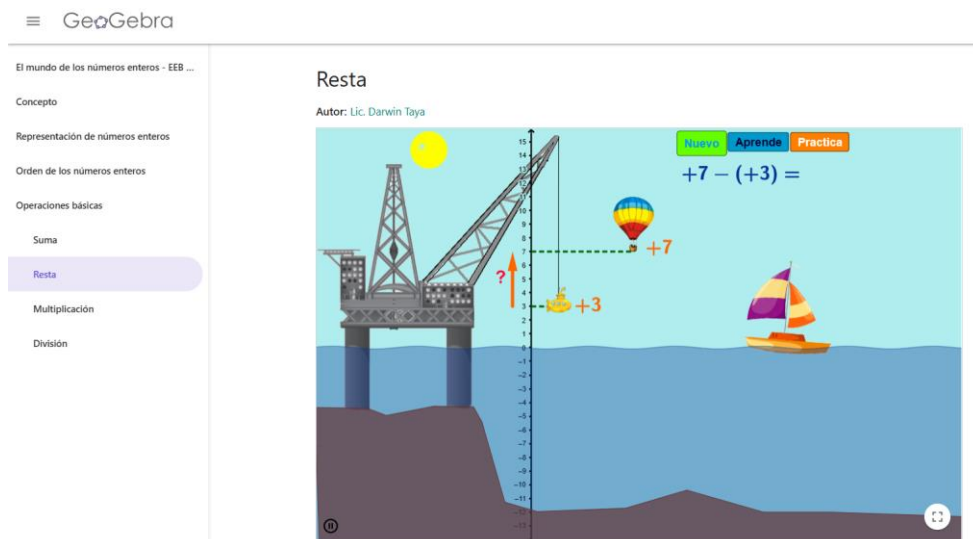 GeoGebra
El mundo de los números enteros - EEB ...
Concepto
Representación de números enteros
Orden de los números enteros
Operaciones básicas
Suma
Resta
Multiplicación
División
Resta
Autor: Lic. Darwin Taya
Nuevo Aprende Practica
+7 − (+3) =
15
14
13
12
10
9
8
7
6
5
4
3
2
1
0
−1
−2
−3
−4
−5
−6
−7
−8
−9
−10
−11
−12
−13
+7
?
+3